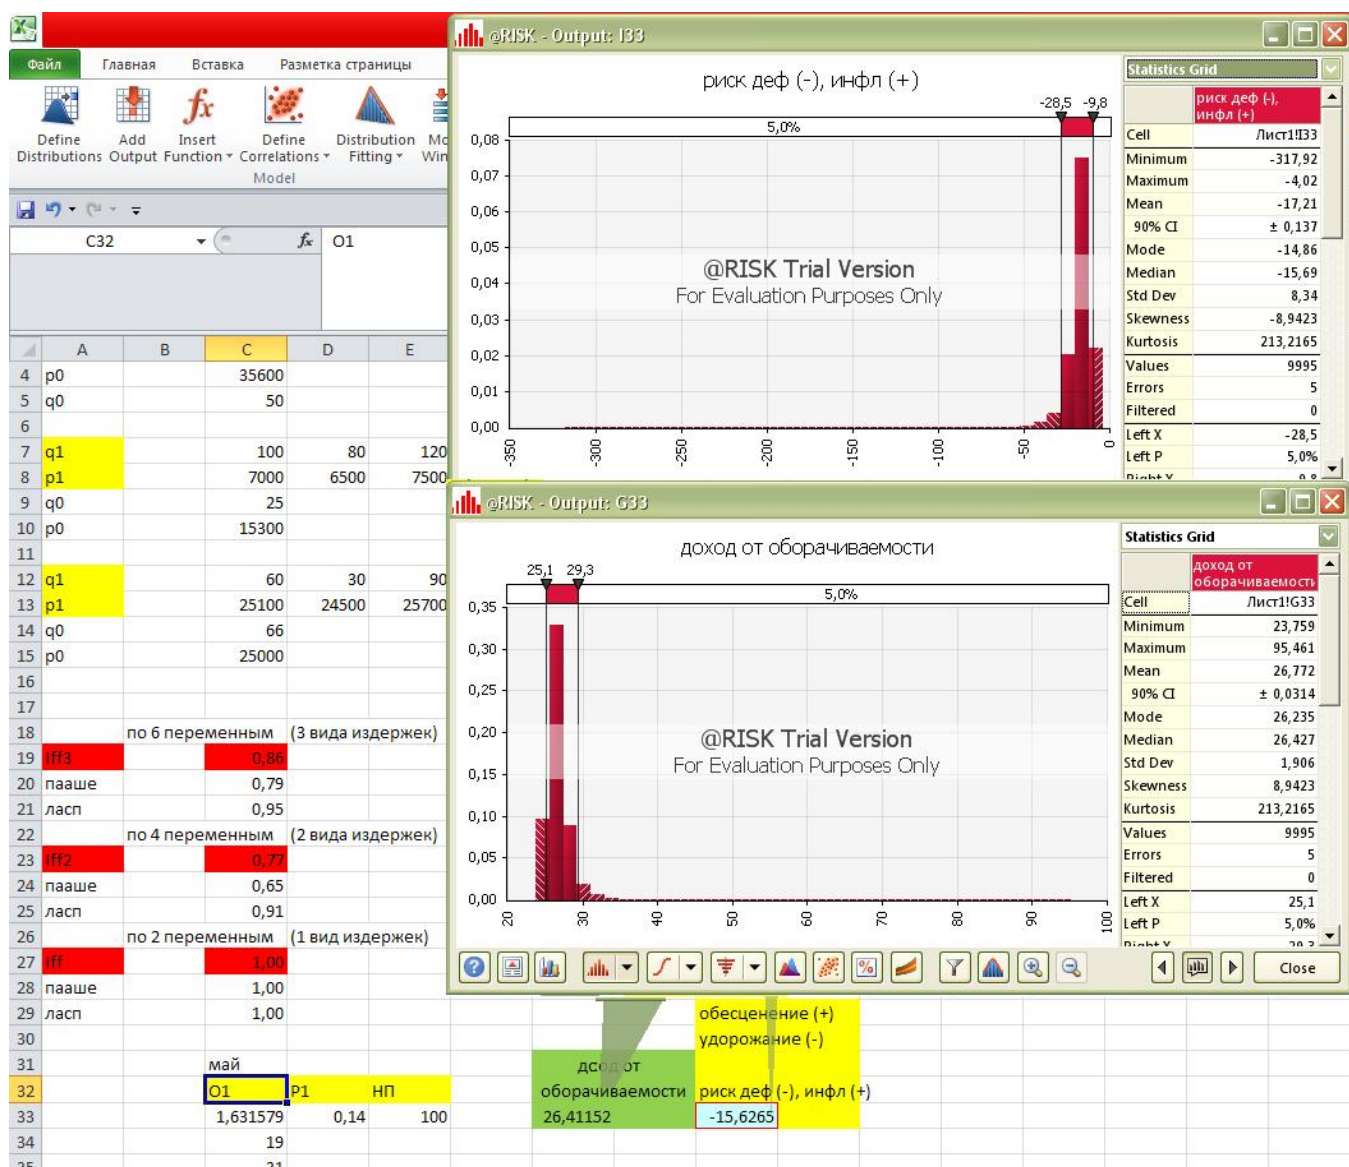 @RISK - Output: I33
Файл Главная Вставка Разметка страницы
Define Distributions
Add Output
Insert Function
Define Correlations
Distribution Fitting
Model
C32 fx O1
A B C D E
4 p0 35600
5 q0 50
6
7 q1 100 80 120
8 p1 7000 6500 7500
9 q0 25
10 p0 15300
11
12 q1 60 30 90
13 p1 25100 24500 25700
14 q0 66
15 p0 25000
16
17
18 по 6 переменным (3 вида издержек)
19 Iff3 0,86
20 пааше 0,79
21 ласп 0,95
22 по 4 переменным (2 вида издержек)
23 Iff2 0,77
24 пааше 0,65
25 ласп 0,91
26 по 2 переменным (1 вид издержек)
27 Iff 1,00
28 пааше 1,00
29 ласп 1,00 обесценение (+)
30 удорожание (-)
31 май дсод от
32 O1 P1 НП оборачиваемости риск деф (-), инфл (+)
33 1,631579 0,14 100 26,41152 -15,6265
34 19
риск деф (-), инфл (+)
-28,5 -9,8
5,0%
0,08
0,07
0,06
0,05
0,04
0,03
0,02
0,01
0,00
-350 -300 -250 -200 -150 -100 -50 0
@RISK Trial Version
For Evaluation Purposes Only
Statistics Grid
риск деф (-),
инфл (+)
Cell Лист1!I33
Minimum -317,92
Maximum -4,02
Mean -17,21
90% CI ± 0,137
Mode -14,86
Median -15,69
Std Dev 8,34
Skewness -8,9423
Kurtosis 213,2165
Values 9995
Errors 5
Filtered 0
Left X -28,5
Left P 5,0%
Right X -9,8
@RISK - Output: G33
доход от оборачиваемости
25,1 29,3
5,0%
0,35
0,30
0,25
0,20
0,15
0,10
0,05
0,00
20 30 40 50 60 70 80 90 100
@RISK Trial Version
For Evaluation Purposes Only
Statistics Grid
доход от
оборачиваемости
Cell Лист1!G33
Minimum 23,759
Maximum 95,461
Mean 26,772
90% CI ± 0,0314
Mode 26,235
Median 26,427
Std Dev 1,906
Skewness 8,9423
Kurtosis 213,2165
Values 9995
Errors 5
Filtered 0
Left X 25,1
Left P 5,0%
Right X 29,3
Close